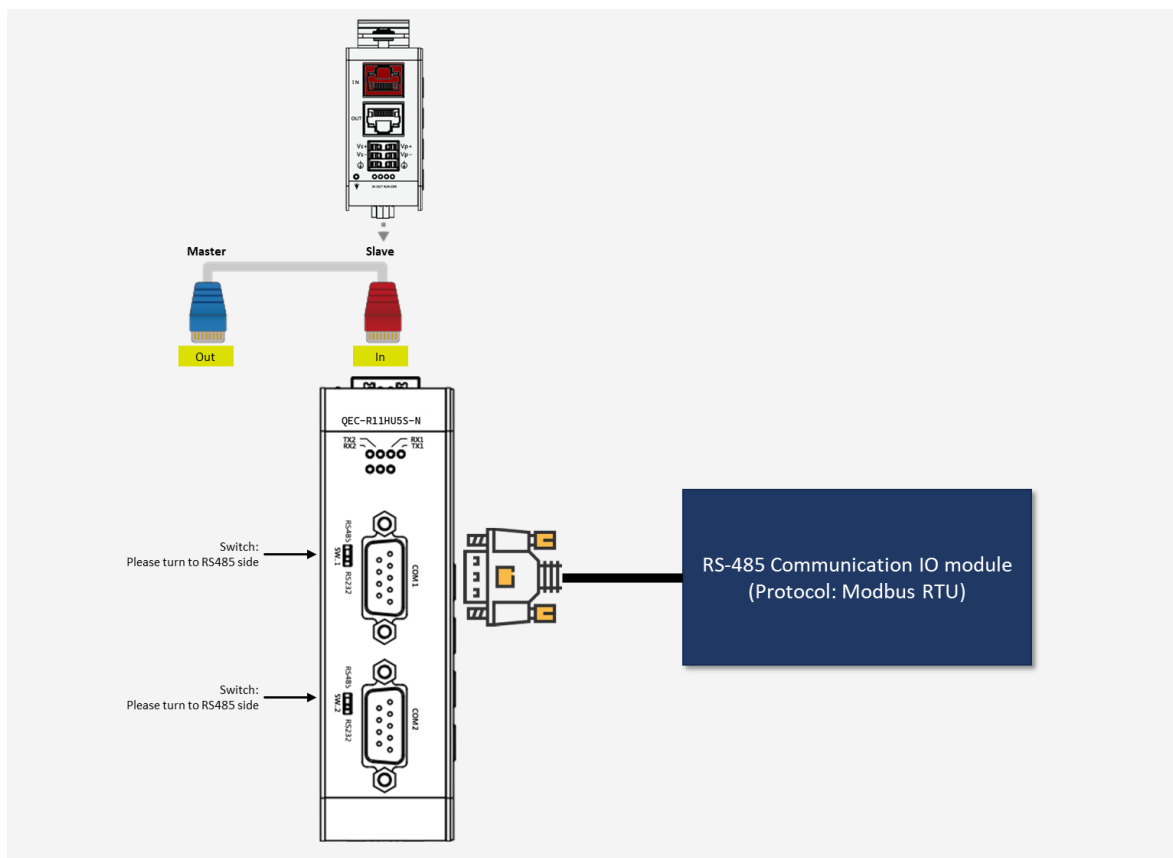 IN
OUT
Vs+ Vp+
Vs- Vp-
Master Slave
Out In
QEC-R11HU5S-N
TX2 RX1
RX2 TX1
RS485
SW.1
RS232
COM1
Switch:
Please turn to RS485 side
RS-485 Communication IO module
(Protocol: Modbus RTU)
RS485
SW.2
RS232
COM2
Switch:
Please turn to RS485 side